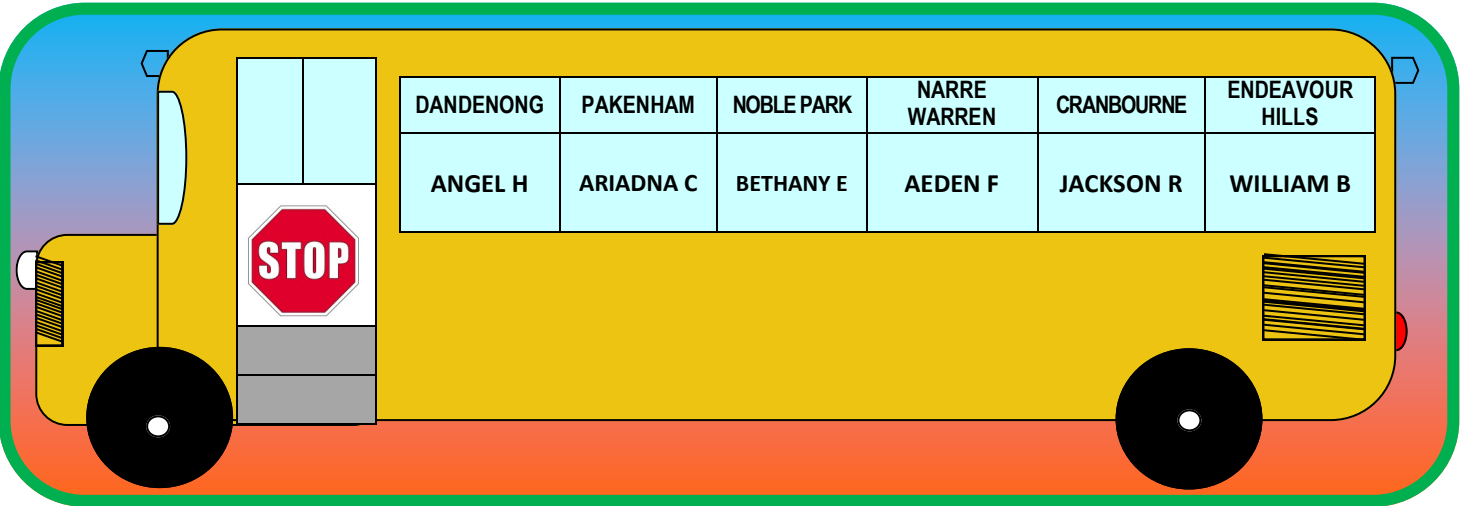 DANDENONG PAKENHAM NOBLE PARK NARRE WARREN CRANBOURNE ENDEAVOUR HILLS
ANGEL H ARIADNA C BETHANY E AEDEN F JACKSON R WILLIAM B
STOP